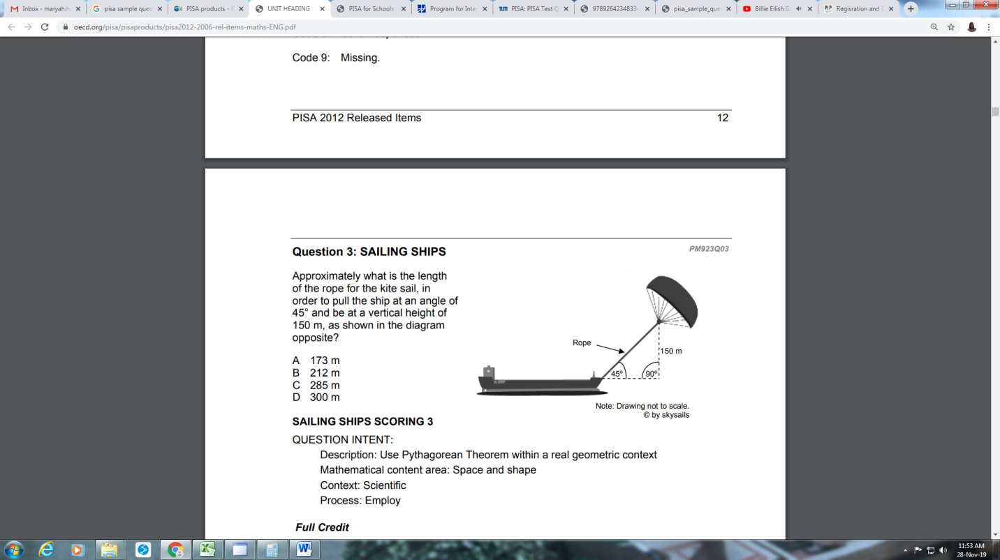 Inbox - maryah.h
pisa sample ques
PISA products - P
UNIT HEADING
PISA for Schools -
Program for Inter
TUM PISA: PISA Test Q
9789264234833-
pisa_sample_que
Billie Eilish G
PEP Regisration and E
oecd.org/pisa/pisaproducts/pisa2012-2006-rel-items-maths-ENG.pdf
Code 9: Missing.
PISA 2012 Released Items 12
Question 3: SAILING SHIPS PM923Q03
Approximately what is the length
of the rope for the kite sail, in
order to pull the ship at an angle of
45° and be at a vertical height of
150 m, as shown in the diagram
opposite?
A 173 m
B 212 m
C 285 m
D 300 m
Rope
150 m
45º
90º
Note: Drawing not to scale.
© by skysails
SAILING SHIPS SCORING 3
QUESTION INTENT:
Description: Use Pythagorean Theorem within a real geometric context
Mathematical content area: Space and shape
Context: Scientific
Process: Employ
Full Credit
11:53 AM
28-Nov-19